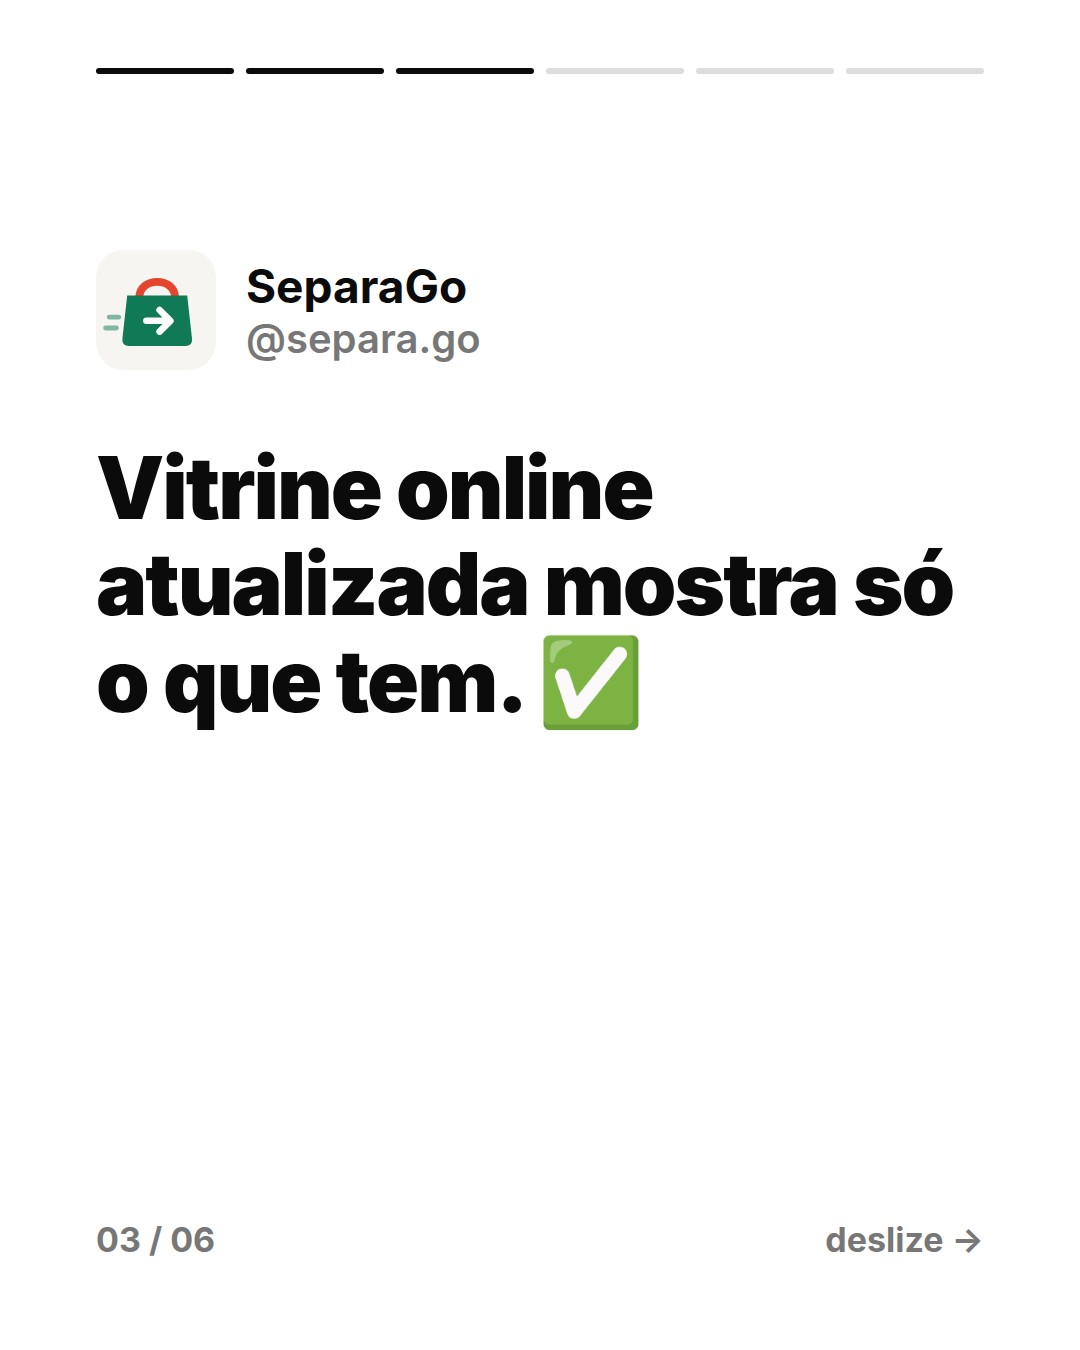 SeparaGo
@separa.go
Vitrine online
atualizada mostra só
o que tem. ✅
03 / 06
deslize →